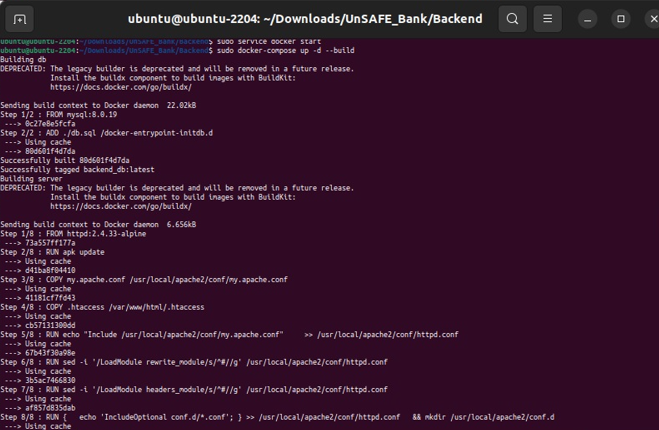 ubuntu@ubuntu-2204: ~/Downloads/UnSAFE_Bank/Backend
ubuntu@ubuntu-2204:~/Downloads/UnSAFE_Bank/Backend$ sudo service docker start
ubuntu@ubuntu-2204:~/Downloads/UnSAFE_Bank/Backend$ sudo docker-compose up -d --build
Building db
DEPRECATED: The legacy builder is deprecated and will be removed in a future release.
Install the buildx component to build images with BuildKit:
https://docs.docker.com/go/buildx/
Sending build context to Docker daemon  22.02kB
Step 1/2 : FROM mysql:8.0.19
---> 0c27e8e5fcfa
Step 2/2 : ADD ./db.sql /docker-entrypoint-initdb.d
---> Using cache
---> 80d601f4d7da
Successfully built 80d601f4d7da
Successfully tagged backend_db:latest
Building server
DEPRECATED: The legacy builder is deprecated and will be removed in a future release.
Install the buildx component to build images with BuildKit:
https://docs.docker.com/go/buildx/
Sending build context to Docker daemon  6.656kB
Step 1/8 : FROM httpd:2.4.33-alpine
---> 73a557ff177a
Step 2/8 : RUN apk update
---> Using cache
---> d41ba8f04410
Step 3/8 : COPY my.apache.conf /usr/local/apache2/conf/my.apache.conf
---> Using cache
---> 41181cf7fd43
Step 4/8 : COPY .htaccess /var/www/html/.htaccess
---> Using cache
---> cb57131300dd
Step 5/8 : RUN echo "Include /usr/local/apache2/conf/my.apache.conf"     >> /usr/local/apache2/conf/httpd.conf
---> Using cache
---> 67b43f30a98e
Step 6/8 : RUN sed -i '/LoadModule rewrite_module/s/^#//g' /usr/local/apache2/conf/httpd.conf
---> Using cache
---> 3b5ac7466830
Step 7/8 : RUN sed -i '/LoadModule headers_module/s/^#//g' /usr/local/apache2/conf/httpd.conf
---> Using cache
---> af857d835dab
Step 8/8 : RUN {   echo 'IncludeOptional conf.d/*.conf'; } >> /usr/local/apache2/conf/httpd.conf   && mkdir /usr/local/apache2/conf.d
---> Using cache